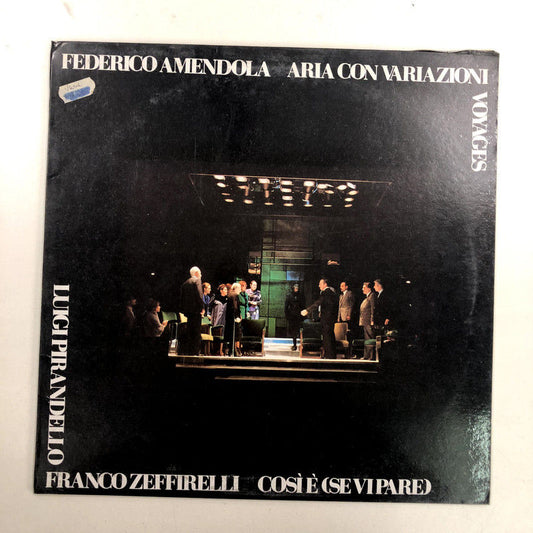 FEDERICO AMENDOLA ARIA CON VARIAZIONI
VOYAGES
LUIGI PIRANDELLO
FRANCO ZEFFIRELLI COSÌ È (SE VI PARE)